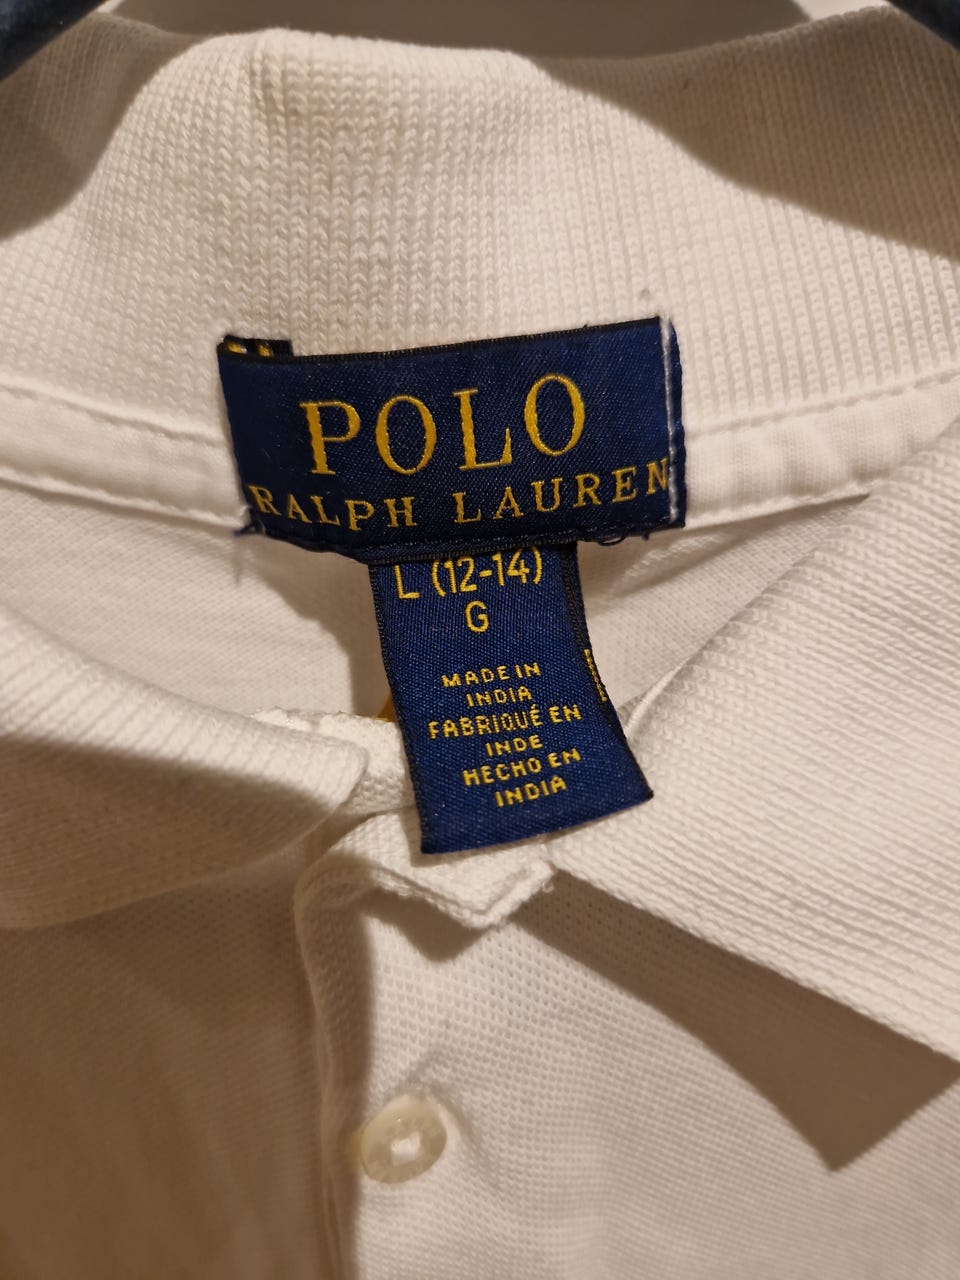 POLO
RALPH LAUREN
L (12-14)
G
MADE IN
INDIA
FABRIQUÉ EN
INDE
HECHO EN
INDIA